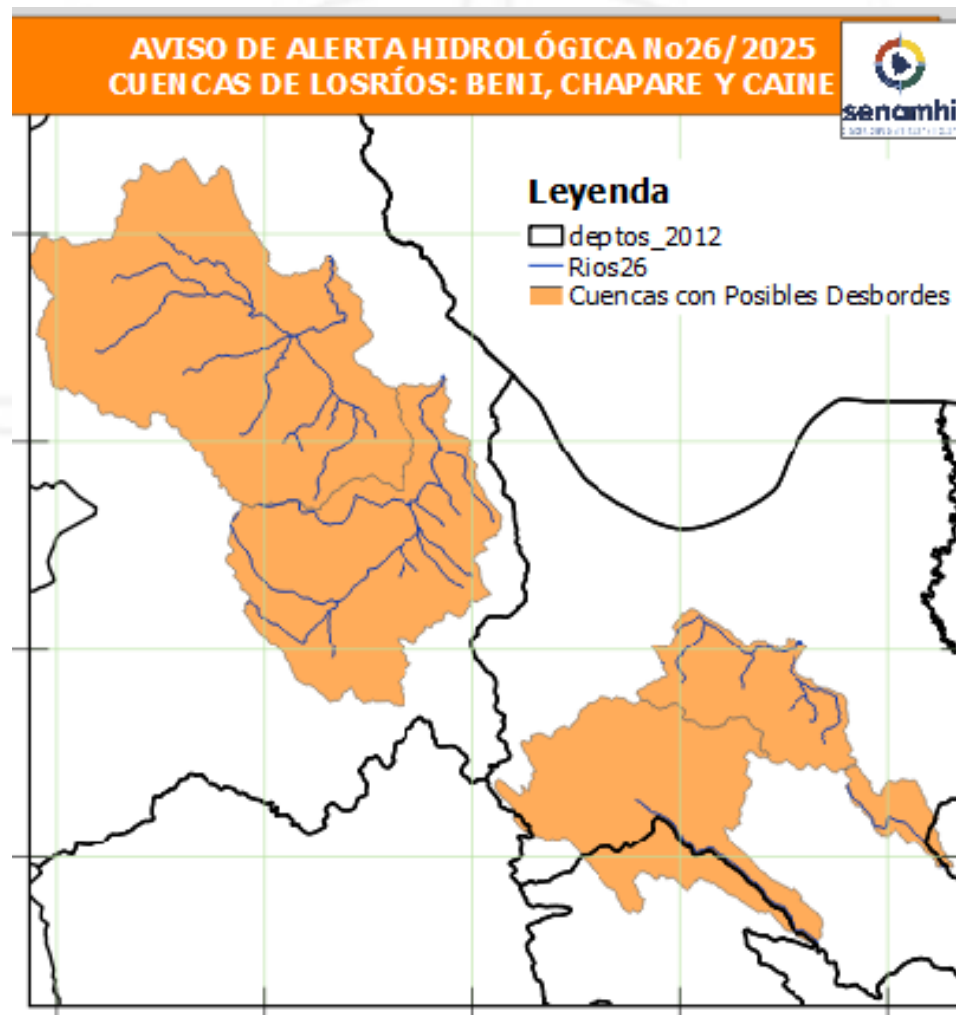 AVISO DE ALERTA HIDROLÓGICA No26/2025
CUENCAS DE LOSRÍOS: BENI, CHAPARE Y CAINE
senamhi
Leyenda
deptos_2012
Rios26
Cuencas con Posibles Desbordes